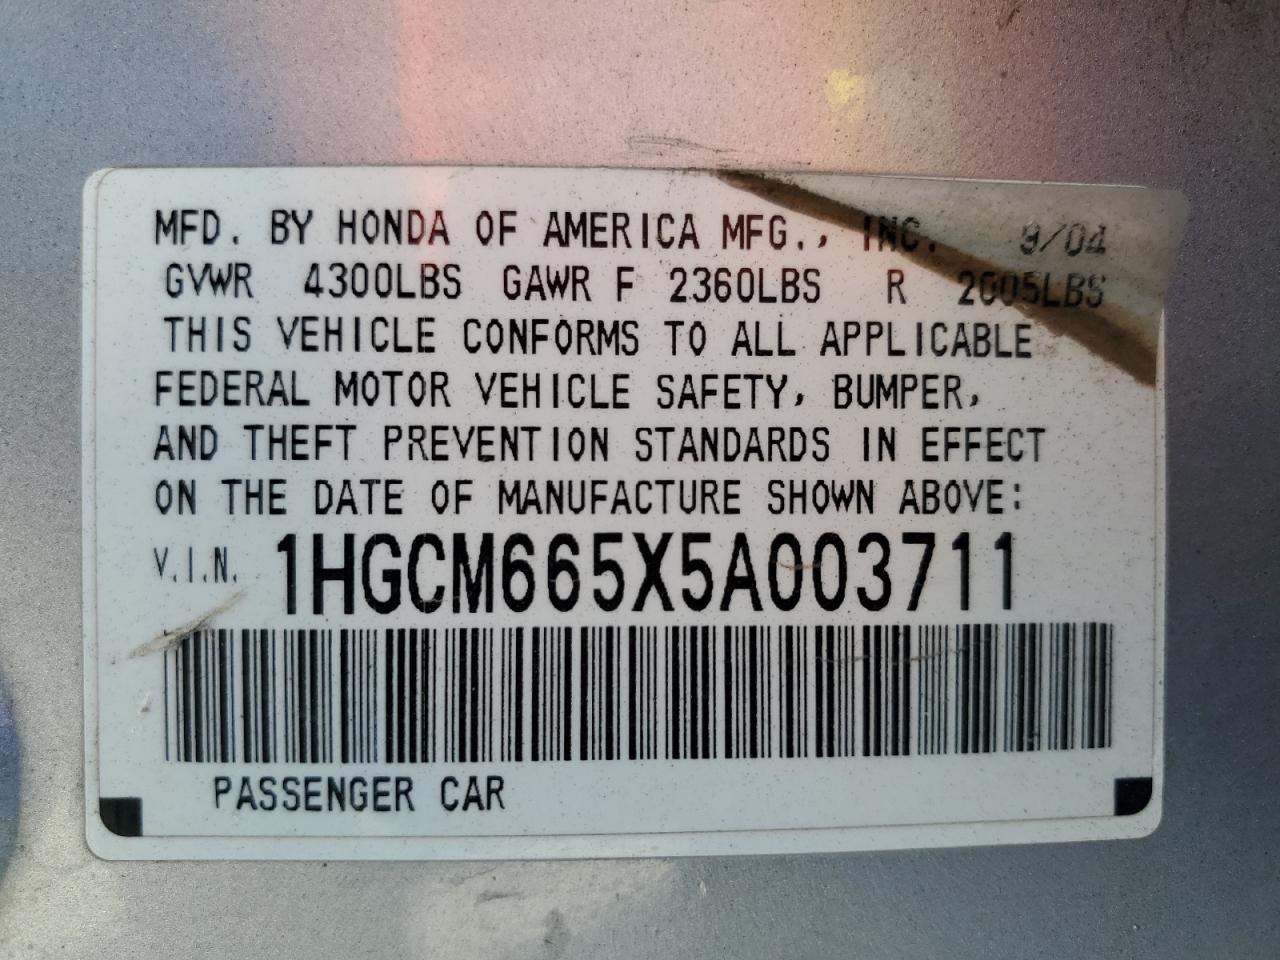 MFD. BY HONDA OF AMERICA MFG., INC. 9/04
GVWR 4300LBS GAWR F 2360LBS R 2005LBS
THIS VEHICLE CONFORMS TO ALL APPLICABLE
FEDERAL MOTOR VEHICLE SAFETY, BUMPER,
AND THEFT PREVENTION STANDARDS IN EFFECT
ON THE DATE OF MANUFACTURE SHOWN ABOVE:
V.I.N. 1HGCM665X5A003711
PASSENGER CAR